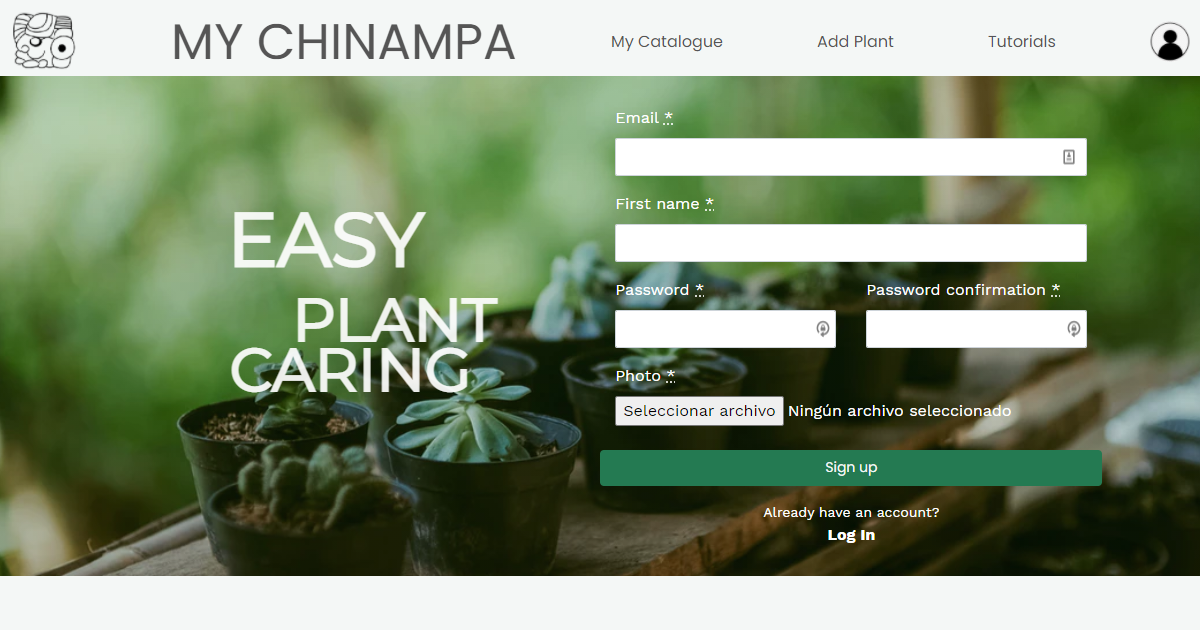 MY CHINAMPA
My Catalogue
Add Plant
Tutorials
EASY
PLANT
CARING
Email *
First name *
Password *
Password confirmation *
Photo *
Seleccionar archivo Ningún archivo seleccionado
Sign up
Already have an account?
Log In